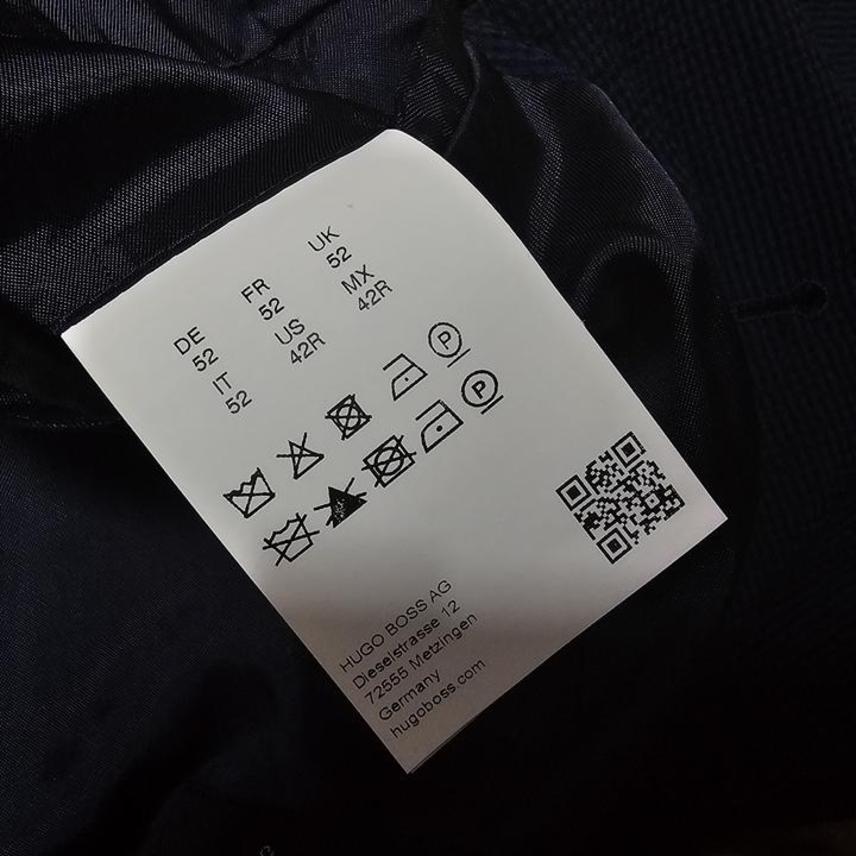 DE FR UK
52 52 52
IT US MX
52 42R 42R
P
P
HUGO BOSS AG
Dieselstrasse 12
72555 Metzingen
Germany
hugoboss.com